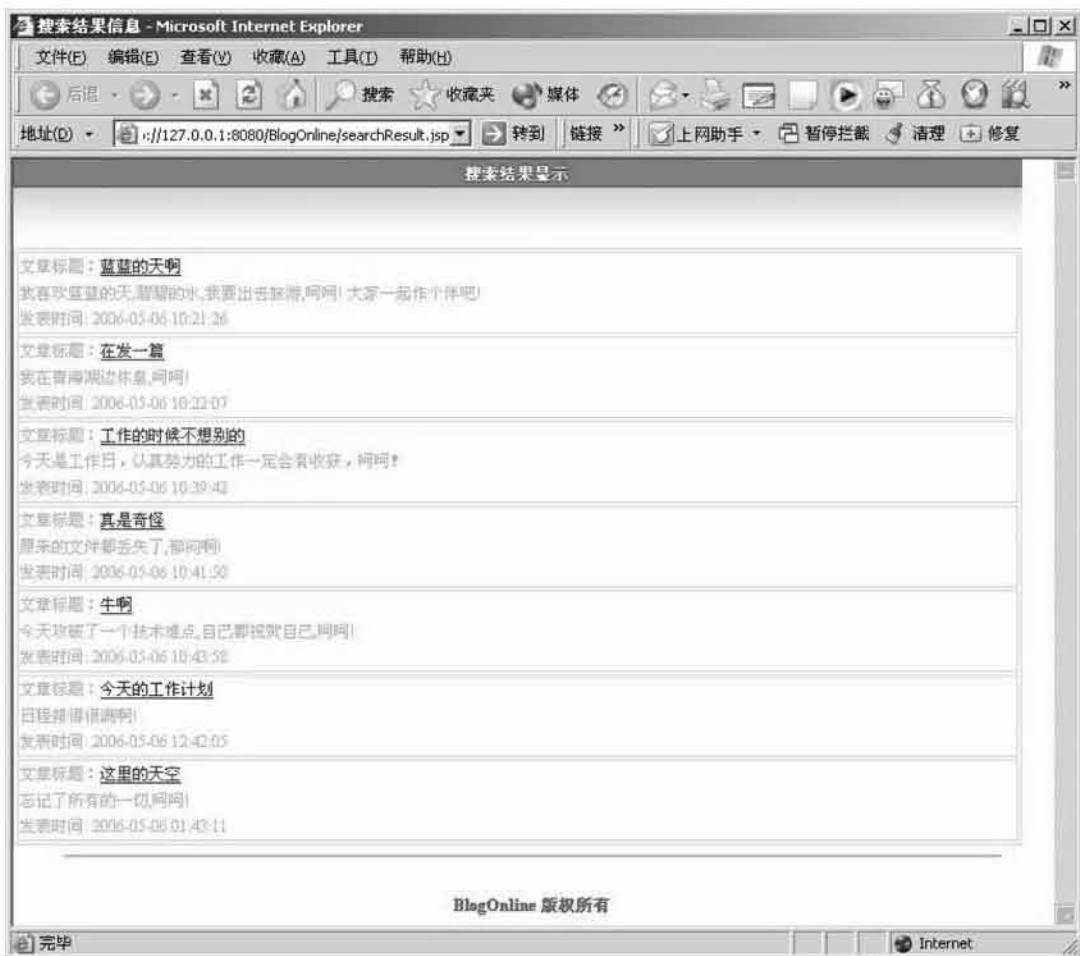 搜索结果信息 - Microsoft Internet Explorer
文件(F) 编辑(E) 查看(V) 收藏(A) 工具(T) 帮助(H)
后退 搜索 收藏夹 媒体 »
地址(D) ://127.0.0.1:8080/BlogOnline/searchResult.jsp 转到 链接 » 上网助手 暂停拦截 清理 修复
搜索结果显示
文章标题：蓝蓝的天啊
我喜欢蓝蓝的天,碧碧的水,我要出去旅游,呵呵! 大家一起作个伴吧!
发表时间: 2006-05-06 10:21:26
文章标题：在发一篇
我在青海湖边休息,呵呵!
发表时间: 2006-05-06 10:22:07
文章标题：工作的时候不想别的
今天是工作日，认真努力的工作一定会有收获，呵呵!
发表时间: 2006-05-06 10:39:42
文章标题：真是奇怪
原来的文件都丢失了,郁闷啊!
发表时间: 2006-05-06 10:41:50
文章标题：牛啊
今天攻破了一个技术难点,自己都祝贺自己,呵呵!
发表时间: 2006-05-06 10:43:58
文章标题：今天的工作计划
日程排得很满啊!
发表时间: 2006-05-06 12:42:05
文章标题：这里的天空
忘记了所有的一切,呵呵!
发表时间: 2006-05-06 01:43:11
BlogOnline 版权所有
完毕 Internet